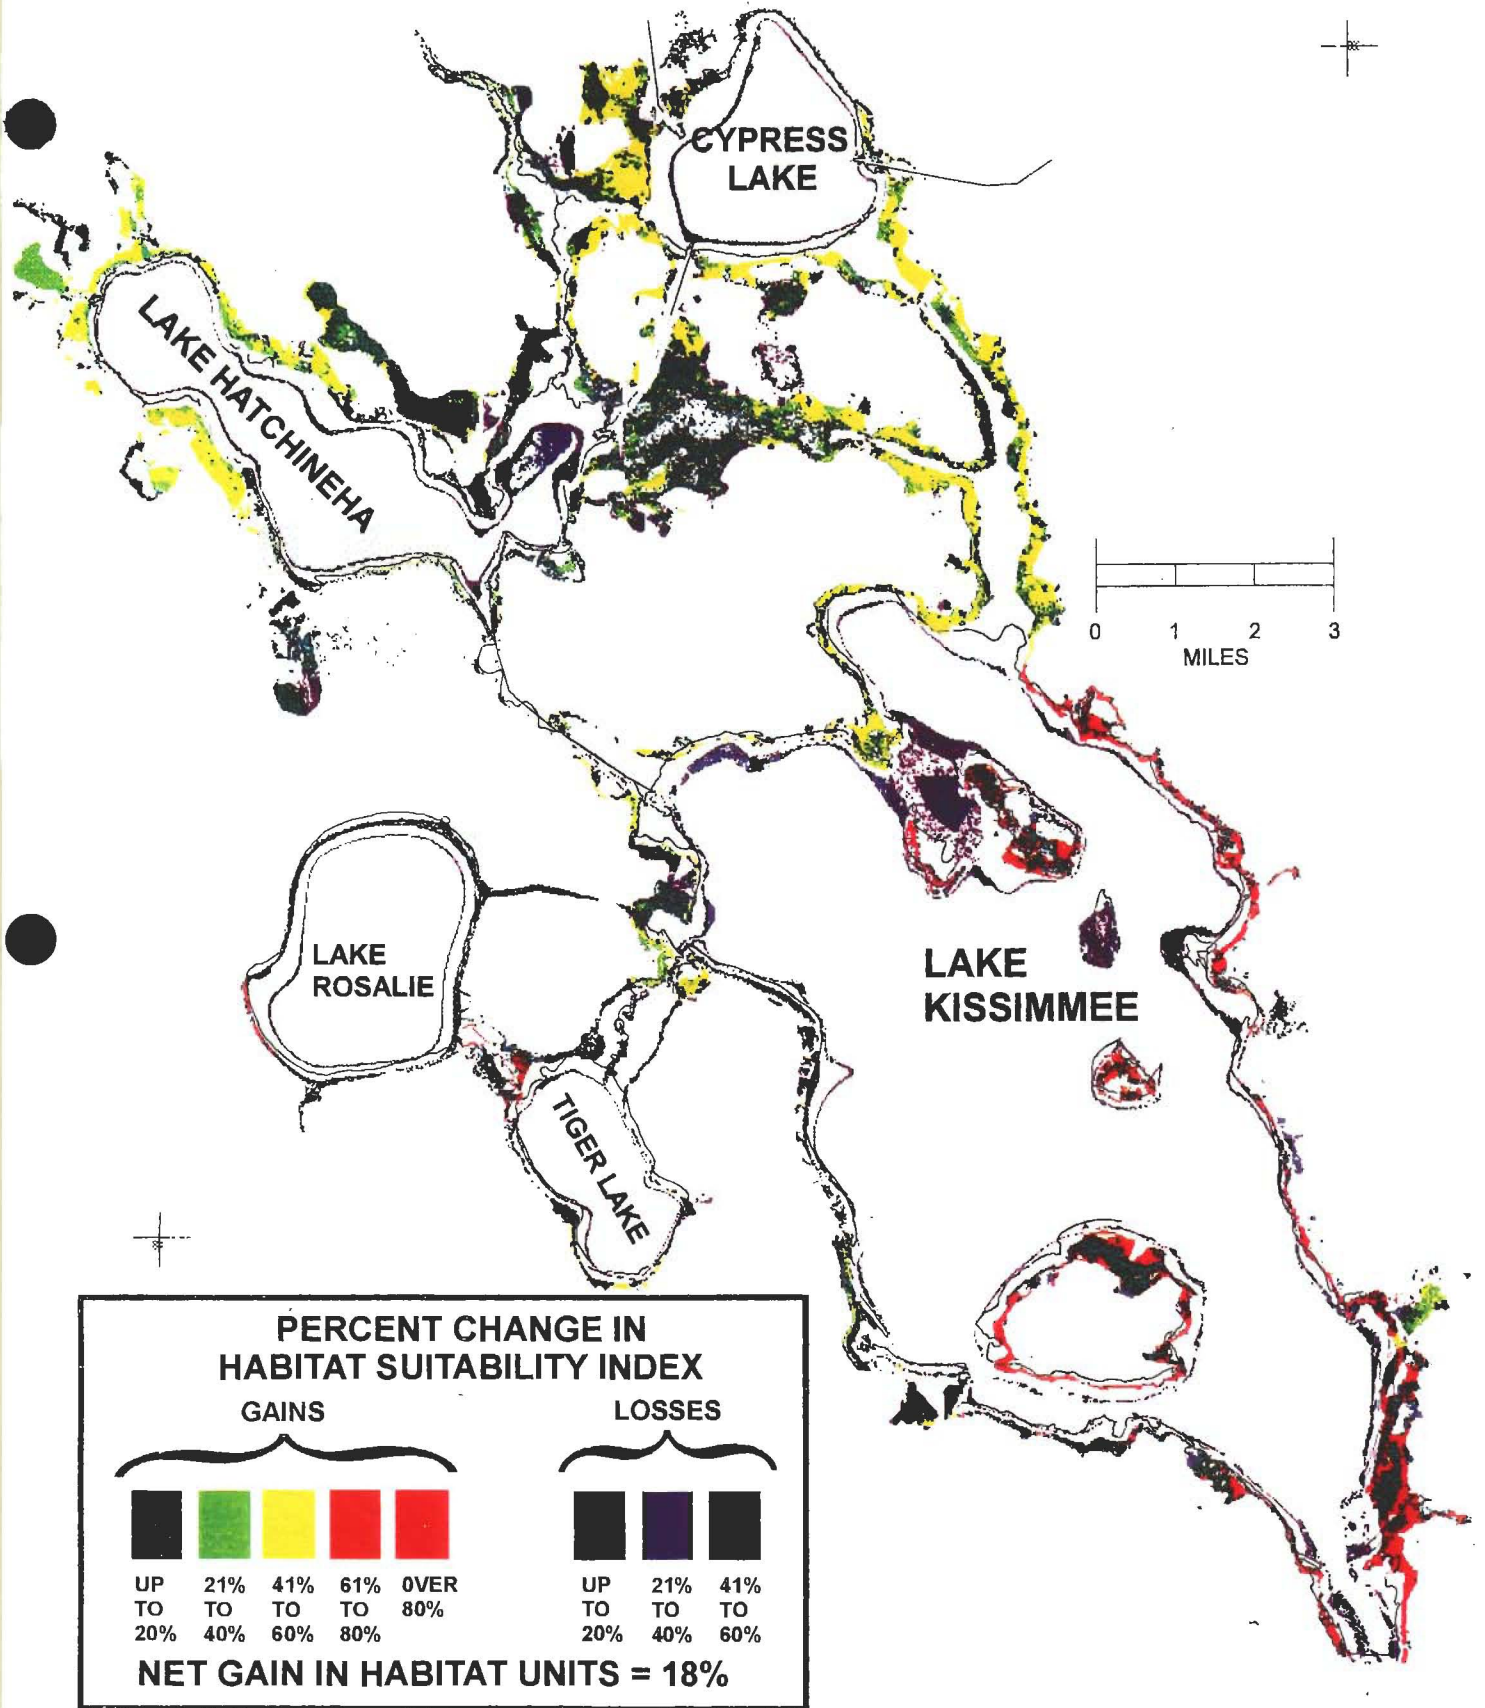 CYPRESS
LAKE
LAKE HATCHINEHA
0 1 2 3
MILES
LAKE
ROSALIE
LAKE
KISSIMMEE
TIGER LAKE
PERCENT CHANGE IN
HABITAT SUITABILITY INDEX
GAINS LOSSES
UP 21% 41% 61% 0VER UP 21% 41%
TO TO TO TO 80% TO TO TO
20% 40% 60% 80% 20% 40% 60%
NET GAIN IN HABITAT UNITS = 18%